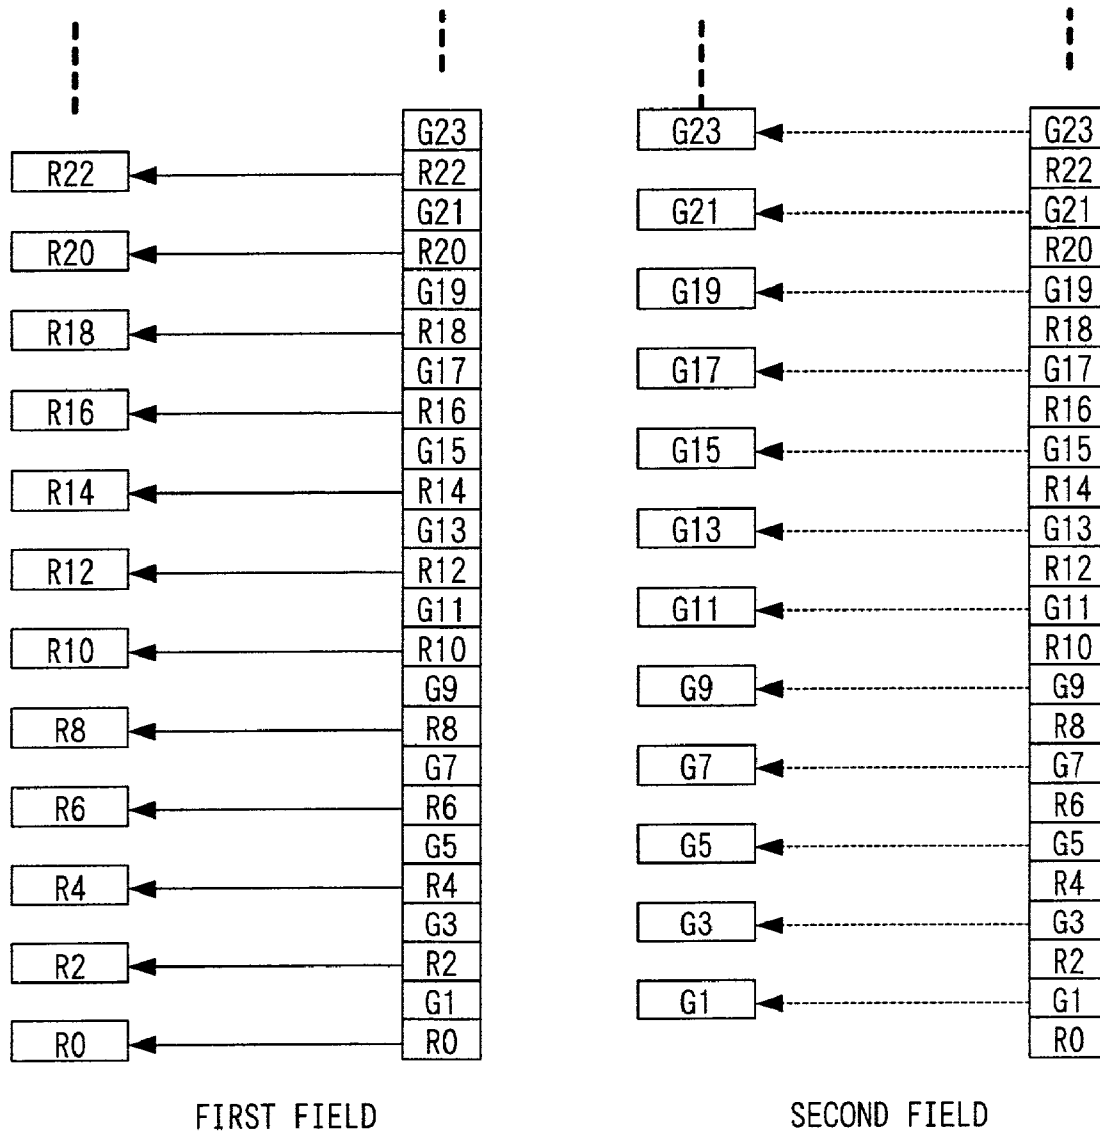 G23 G23 G23
R22 R22 R22
G21 G21 G21
R20 R20 R20
G19 G19 G19
R18 R18 R18
G17 G17 G17
R16 R16 R16
G15 G15 G15
R14 R14 R14
G13 G13 G13
R12 R12 R12
G11 G11 G11
R10 R10 R10
G9 G9 G9
R8 R8 R8
G7 G7 G7
R6 R6 R6
G5 G5 G5
R4 R4 R4
G3 G3 G3
R2 R2 R2
G1 G1 G1
R0 R0 R0
FIRST FIELD SECOND FIELD